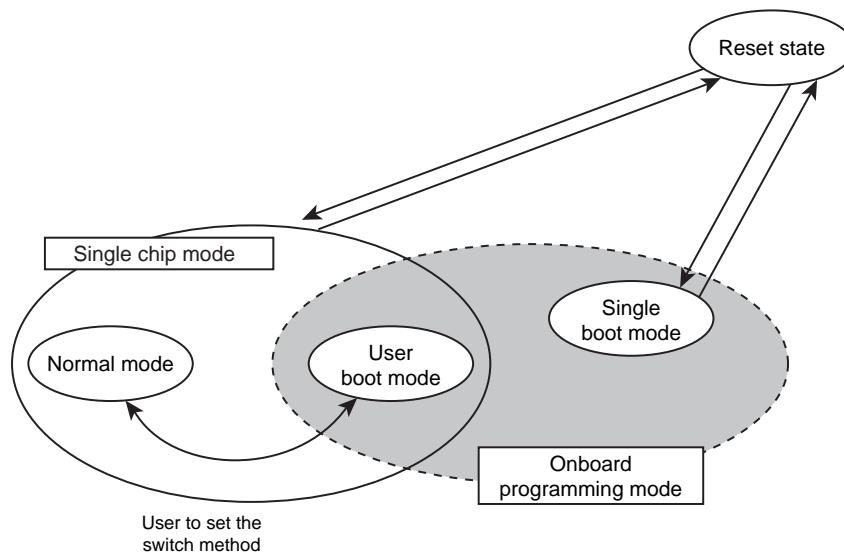 Reset state
Single chip mode
Single
boot mode
Normal mode
User
boot mode
Onboard
programming mode
User to set the
switch method